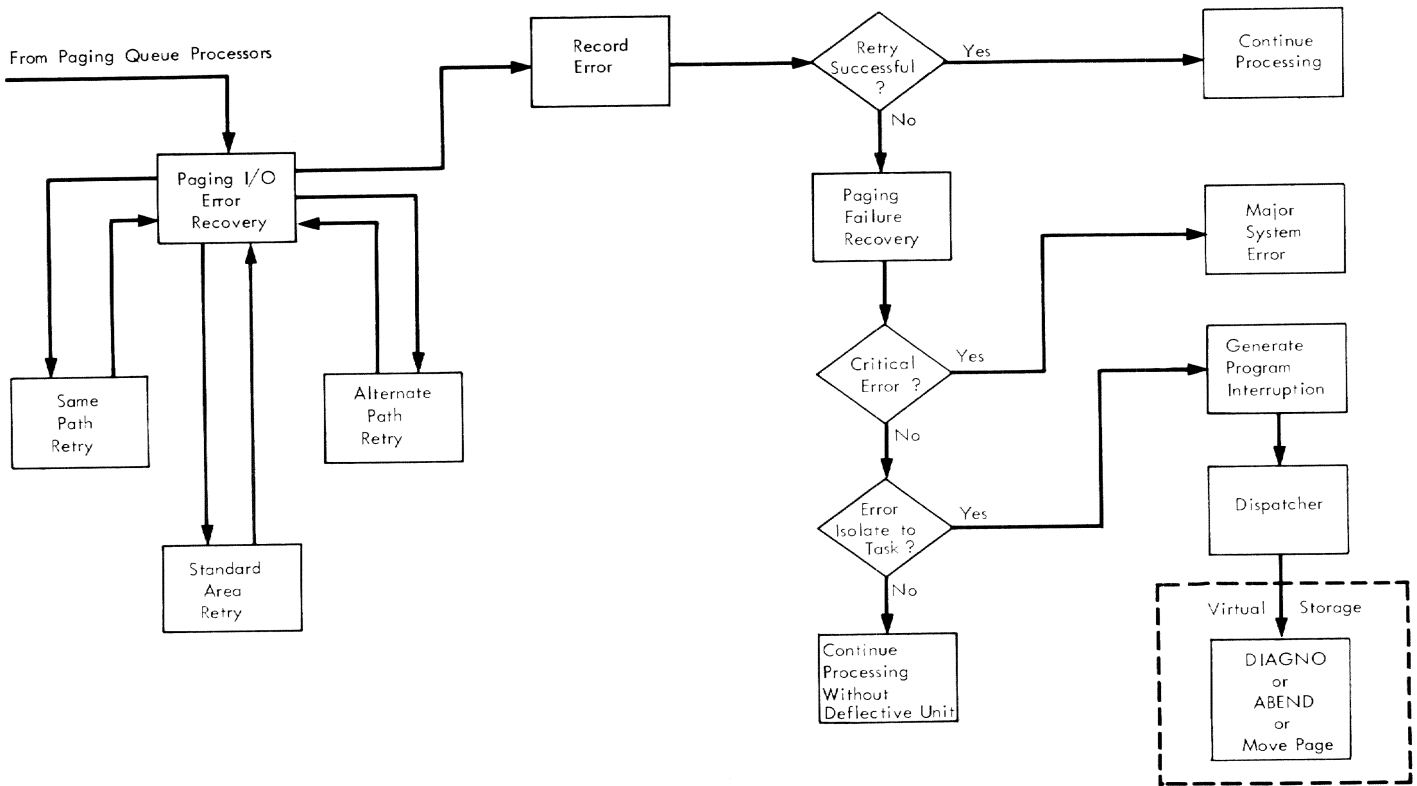 From Paging Queue Processors
Paging I/O
Error
Recovery
Same
Path
Retry
Alternate
Path
Retry
Standard
Area
Retry
Record
Error
Retry
Successful
?
Yes
No
Continue
Processing
Paging
Failure
Recovery
Critical
Error ?
Yes
No
Major
System
Error
Error
Isolate to
Task ?
Yes
No
Generate
Program
Interruption
Dispatcher
Virtual Storage
DIAGNO
or
ABEND
or
Move Page
Continue
Processing
Without
Deflective Unit